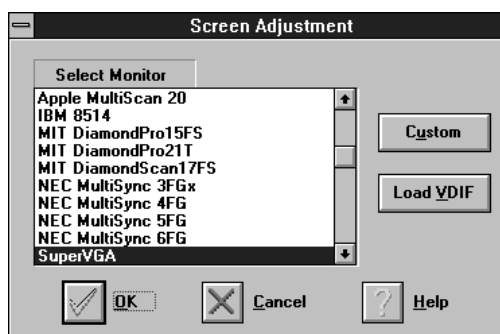 Screen Adjustment
Select Monitor
Apple MultiScan 20
IBM 8514
MIT DiamondPro15FS
MIT DiamondPro21T
MIT DiamondScan17FS
NEC MultiSync 3FGx
NEC MultiSync 4FG
NEC MultiSync 5FG
NEC MultiSync 6FG
SuperVGA
Custom
Load VDIF
OK
Cancel
Help